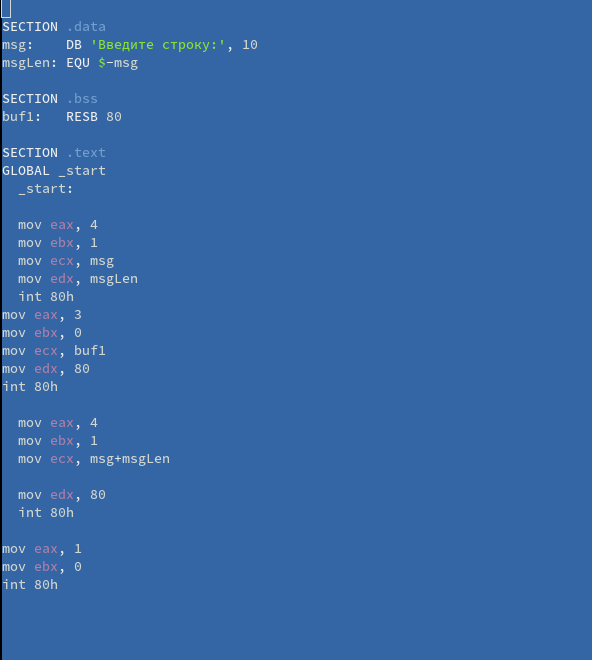 SECTION .data
msg:    DB 'Введите строку:', 10
msgLen: EQU $-msg
SECTION .bss
buf1:   RESB 80
SECTION .text
GLOBAL _start
  _start:
  mov eax, 4
  mov ebx, 1
  mov ecx, msg
  mov edx, msgLen
  int 80h
mov eax, 3
mov ebx, 0
mov ecx, buf1
mov edx, 80
int 80h
  mov eax, 4
  mov ebx, 1
  mov ecx, msg+msgLen
  mov edx, 80
  int 80h
mov eax, 1
mov ebx, 0
int 80h